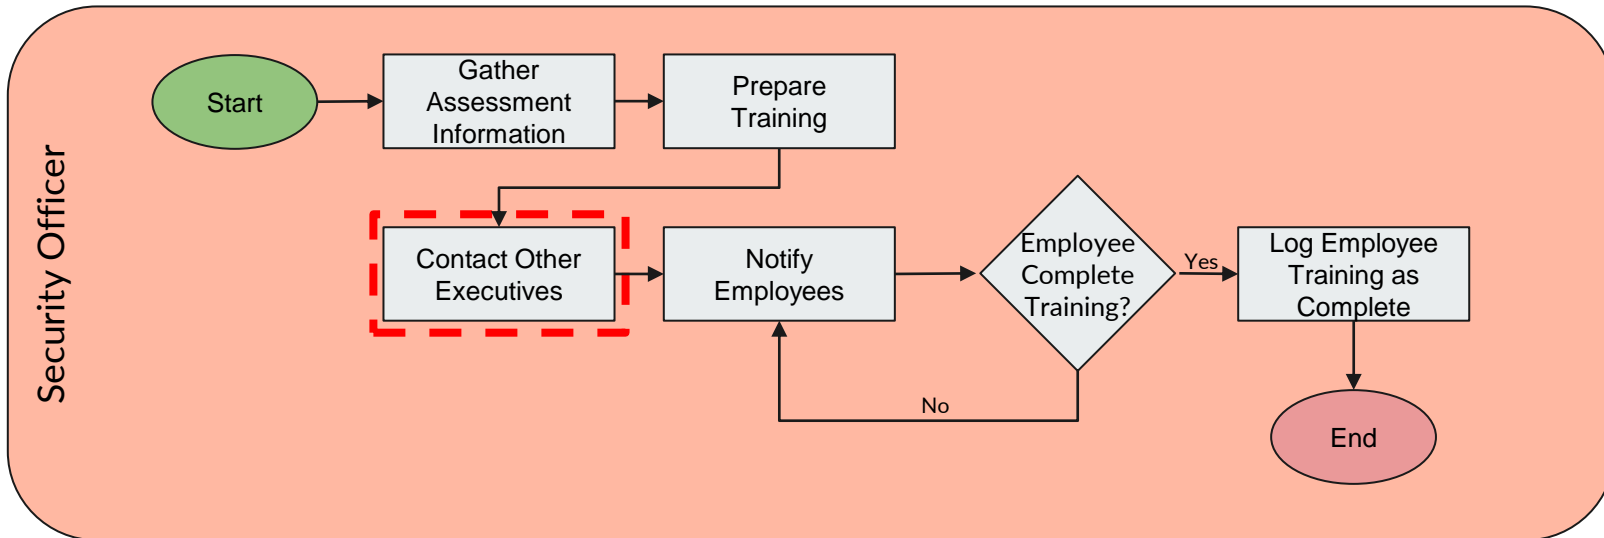 Security Officer
Start
Gather
Assessment
Information
Prepare
Training
Contact Other
Executives
Notify
Employees
Employee
Complete
Training?
Yes
Log Employee
Training as
Complete
No
End